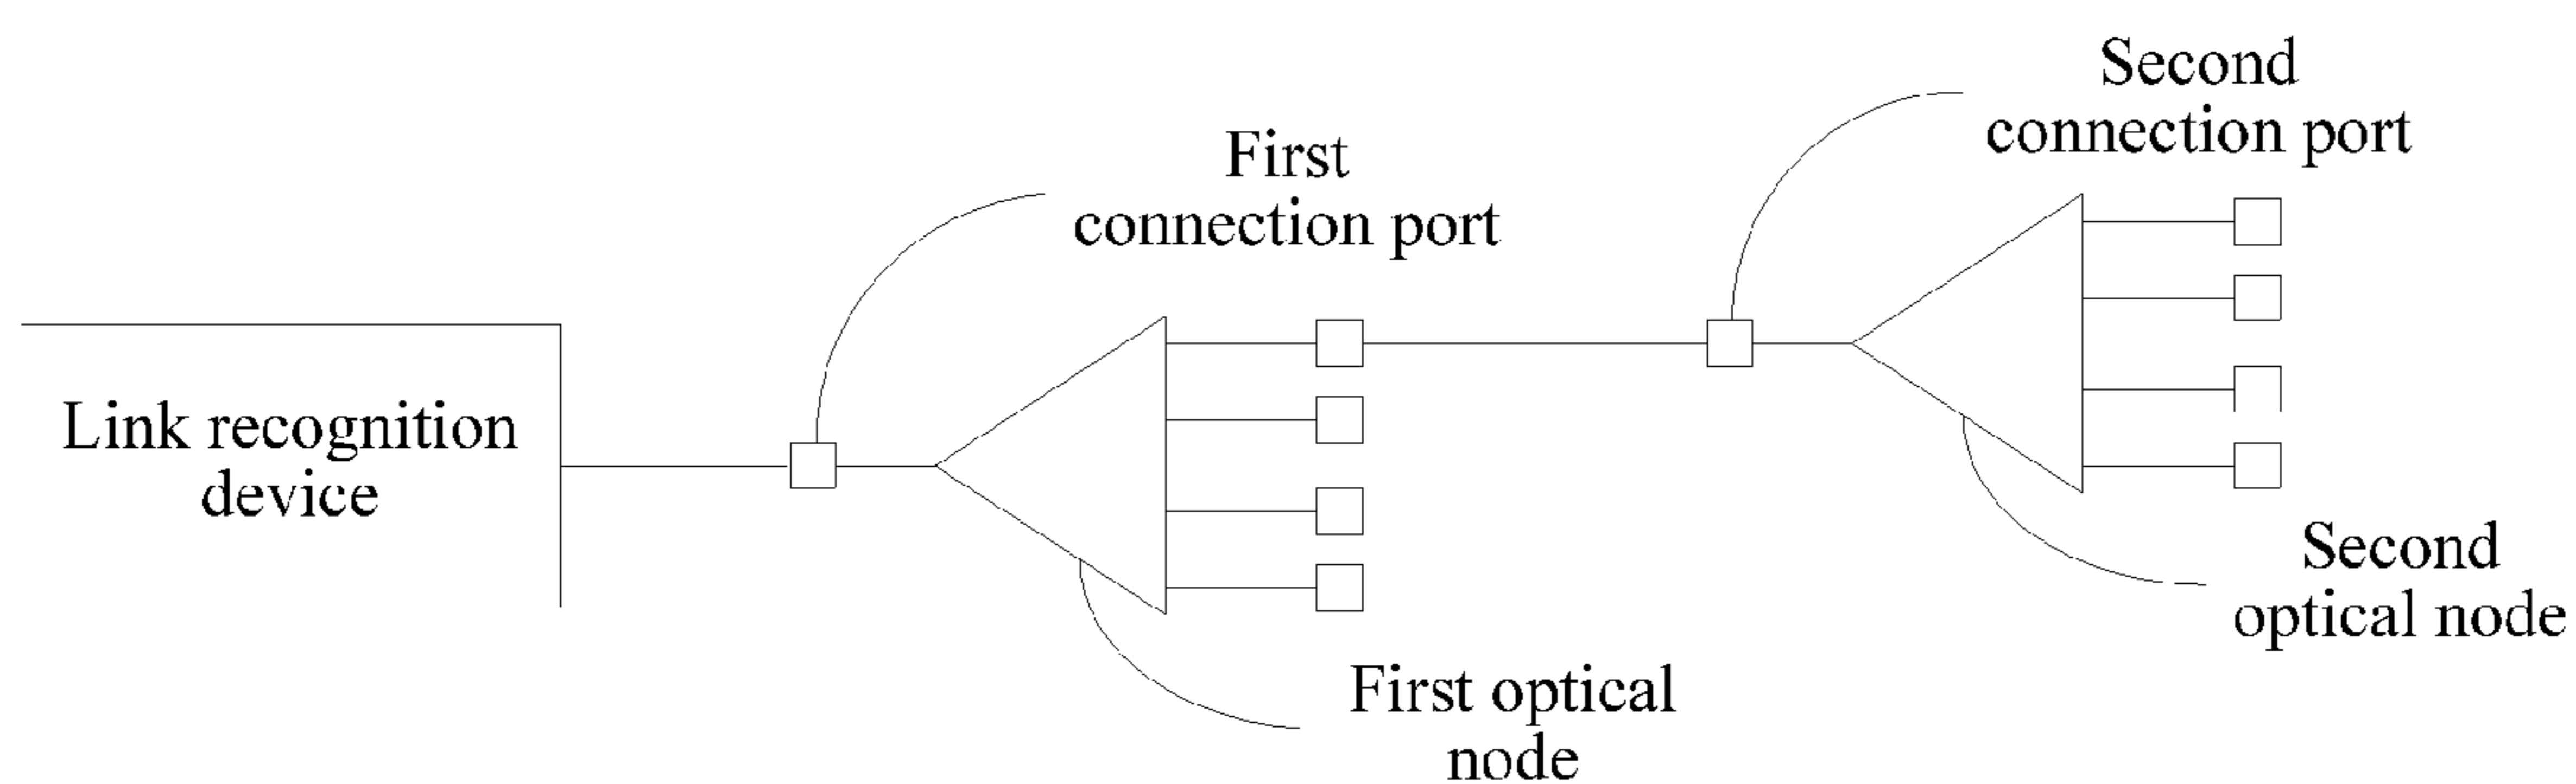 Second
connection port
First
connection port
Link recognition
device
Second
optical node
First optical
node